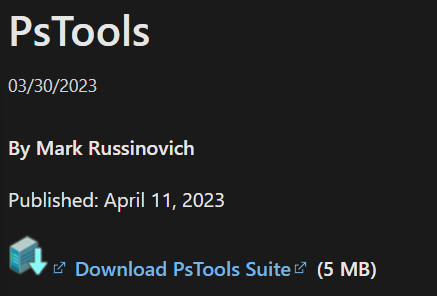 PsTools
03/30/2023
By Mark Russinovich
Published: April 11, 2023
Download PsTools Suite (5 MB)